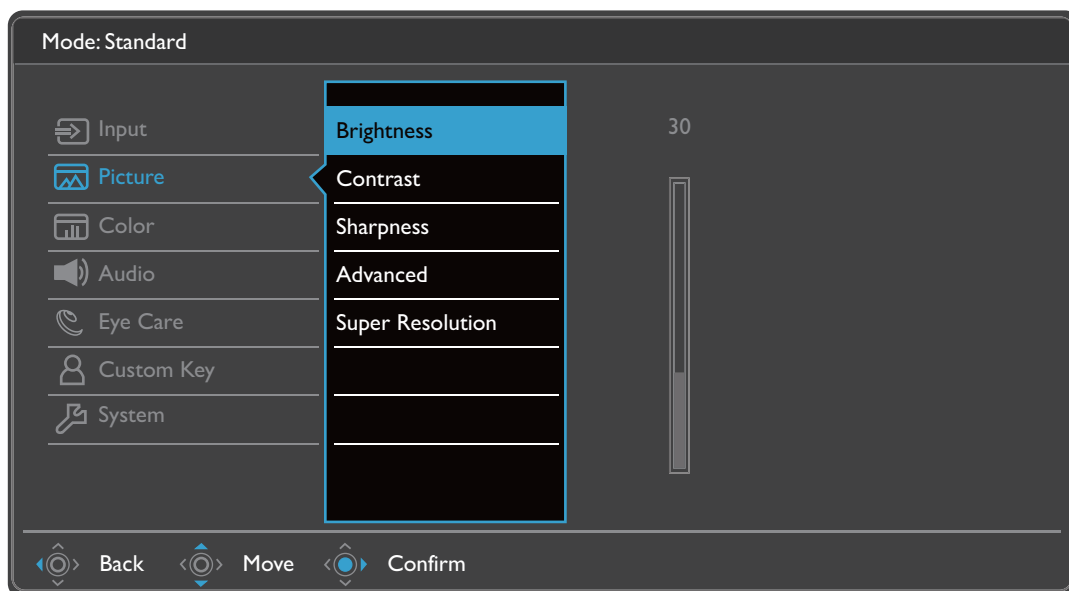 Mode: Standard
Input
Picture
Color
Audio
Eye Care
Custom Key
System
Brightness
Contrast
Sharpness
Advanced
Super Resolution
30
Back Move Confirm